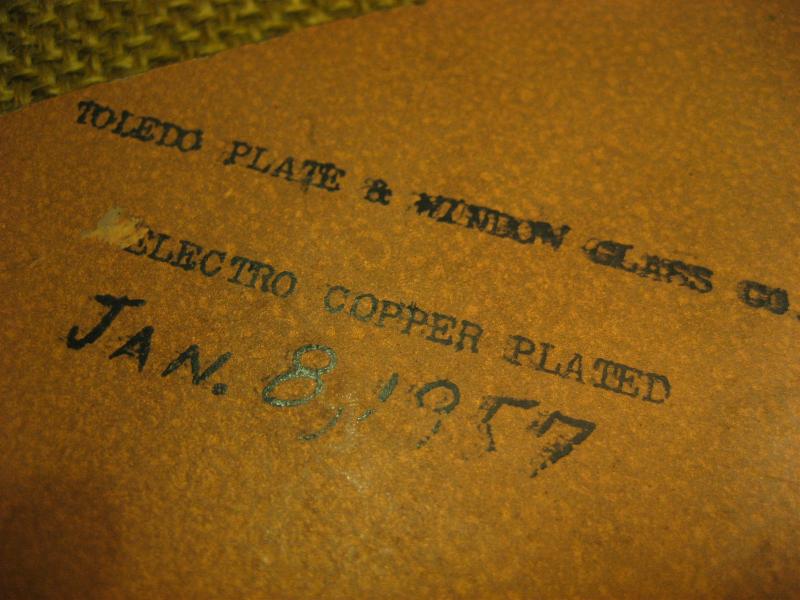 TOLEDO PLATE & WINDOW GLASS CO.
ELECTRO COPPER PLATED
JAN. 8, 1957